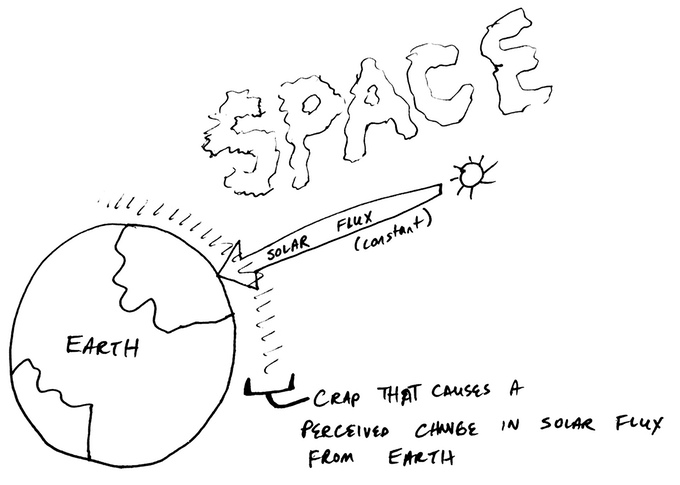 SPACE
SOLAR FLUX
(constant)
EARTH
CRAP THAT CAUSES A
PERCEIVED CHANGE IN SOLAR FLUX
FROM EARTH